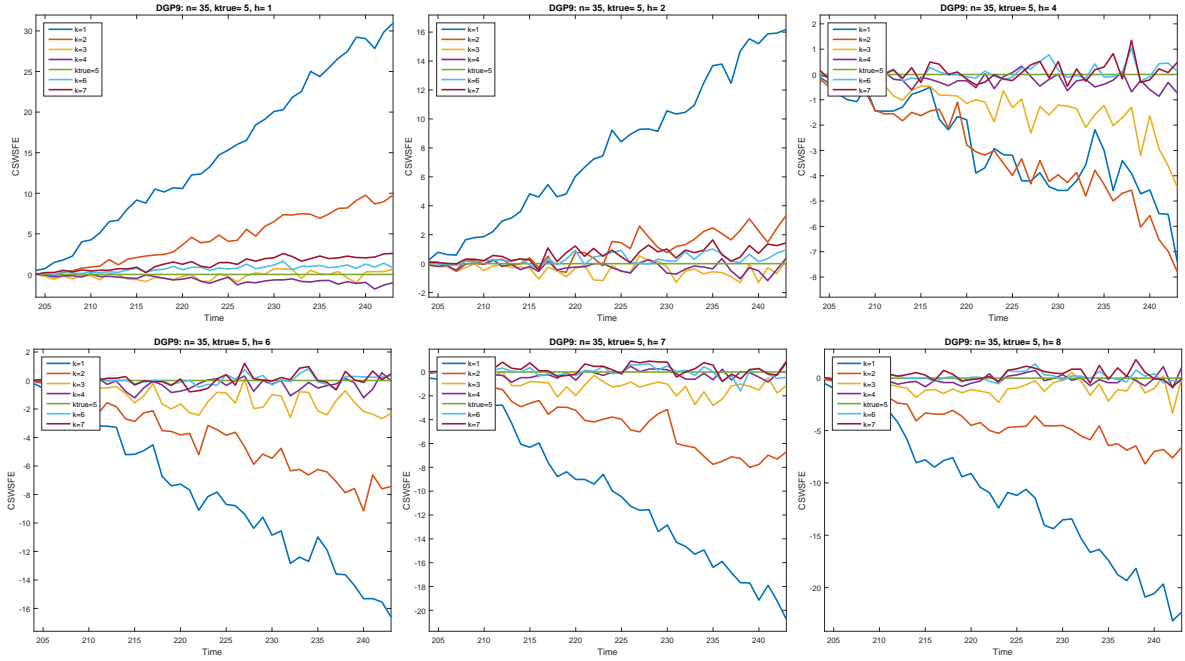 DGP9: n= 35, ktrue= 5, h= 1
CSWSFE
30
25
20
15
10
5
0
k=1
k=2
k=3
k=4
ktrue=5
k=6
k=7
205 210 215 220 225 230 235 240
Time
DGP9: n= 35, ktrue= 5, h= 2
CSWSFE
16
14
12
10
8
6
4
2
0
-2
k=1
k=2
k=3
k=4
ktrue=5
k=6
k=7
205 210 215 220 225 230 235 240
Time
DGP9: n= 35, ktrue= 5, h= 4
CSWSFE
2
1
0
-1
-2
-3
-4
-5
-6
-7
-8
k=1
k=2
k=3
k=4
ktrue=5
k=6
k=7
205 210 215 220 225 230 235 240
Time
DGP9: n= 35, ktrue= 5, h= 6
CSWSFE
2
0
-2
-4
-6
-8
-10
-12
-14
-16
k=1
k=2
k=3
k=4
ktrue=5
k=6
k=7
205 210 215 220 225 230 235 240
Time
DGP9: n= 35, ktrue= 5, h= 7
CSWSFE
0
-2
-4
-6
-8
-10
-12
-14
-16
-18
-20
k=1
k=2
k=3
k=4
ktrue=5
k=6
k=7
205 210 215 220 225 230 235 240
Time
DGP9: n= 35, ktrue= 5, h= 8
CSWSFE
0
-5
-10
-15
-20
k=1
k=2
k=3
k=4
ktrue=5
k=6
k=7
205 210 215 220 225 230 235 240
Time